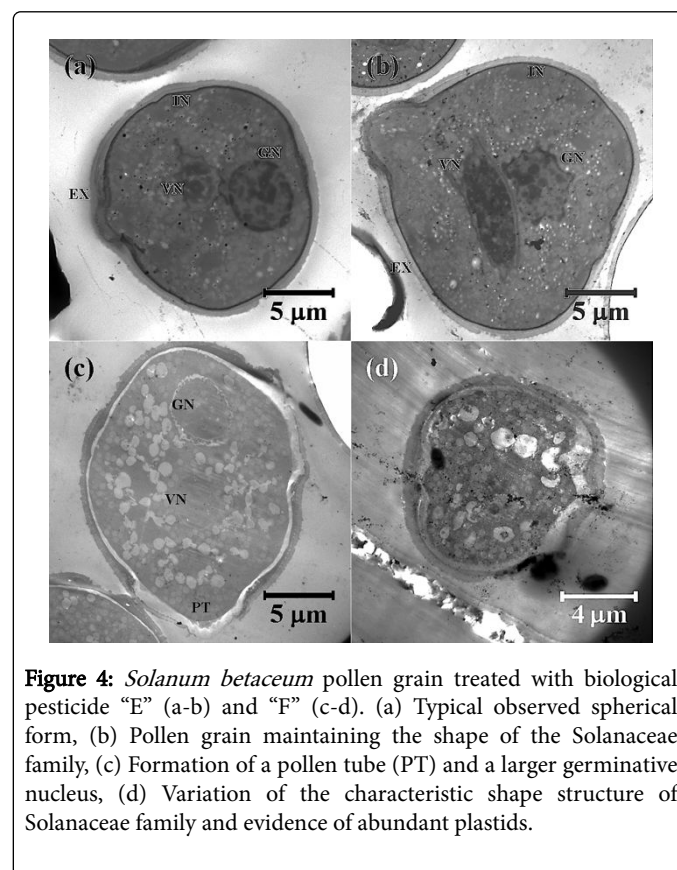 (a)
IN
GN
VN
EX
5 µm
(b)
IN
VN
GN
EX
5 µm
(c)
GN
VN
PT
5 µm
(d)
4 µm
Figure 4: Solanum betaceum pollen grain treated with biological
pesticide “E” (a-b) and “F” (c-d). (a) Typical observed spherical
form, (b) Pollen grain maintaining the shape of the Solanaceae
family, (c) Formation of a pollen tube (PT) and a larger germinative
nucleus, (d) Variation of the characteristic shape structure of
Solanaceae family and evidence of abundant plastids.